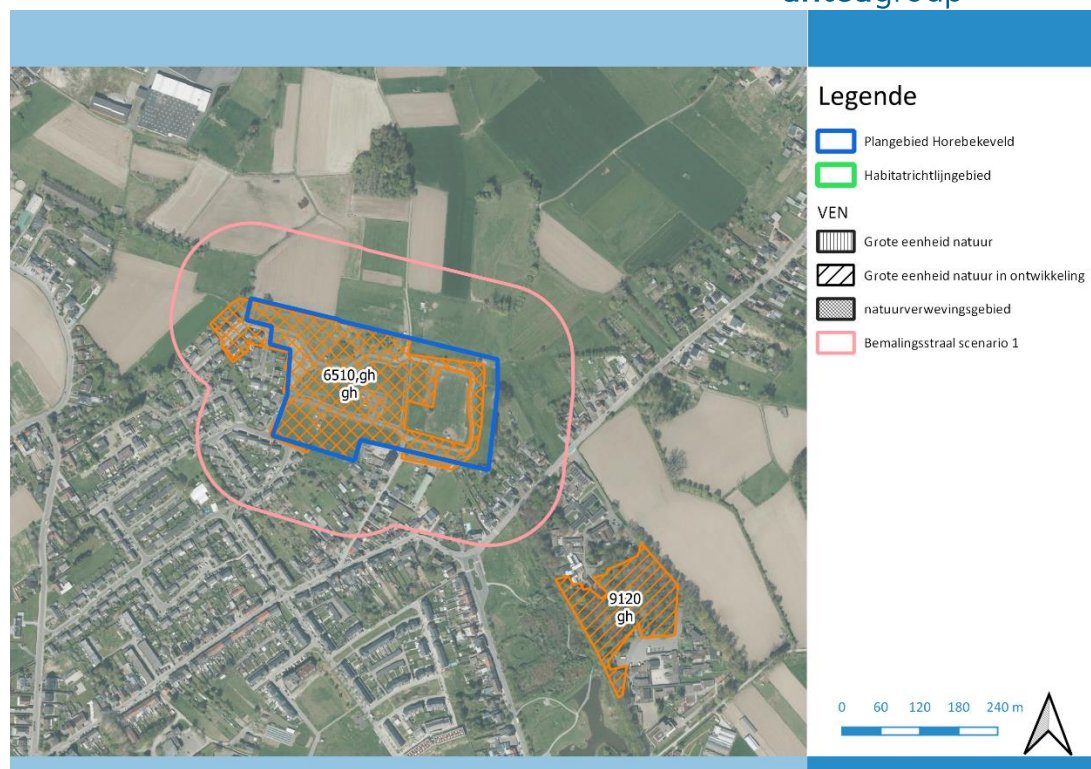 anteagroup
Legende
Plangebied Horebekeveld
Habitatrichtlijngebied
VEN
Grote eenheid natuur
Grote eenheid natuur in ontwikkeling
natuurverwevingsgebied
Bemalingsstraal scenario 1
6510,gh
gh
9120
gh
0 60 120 180 240 m